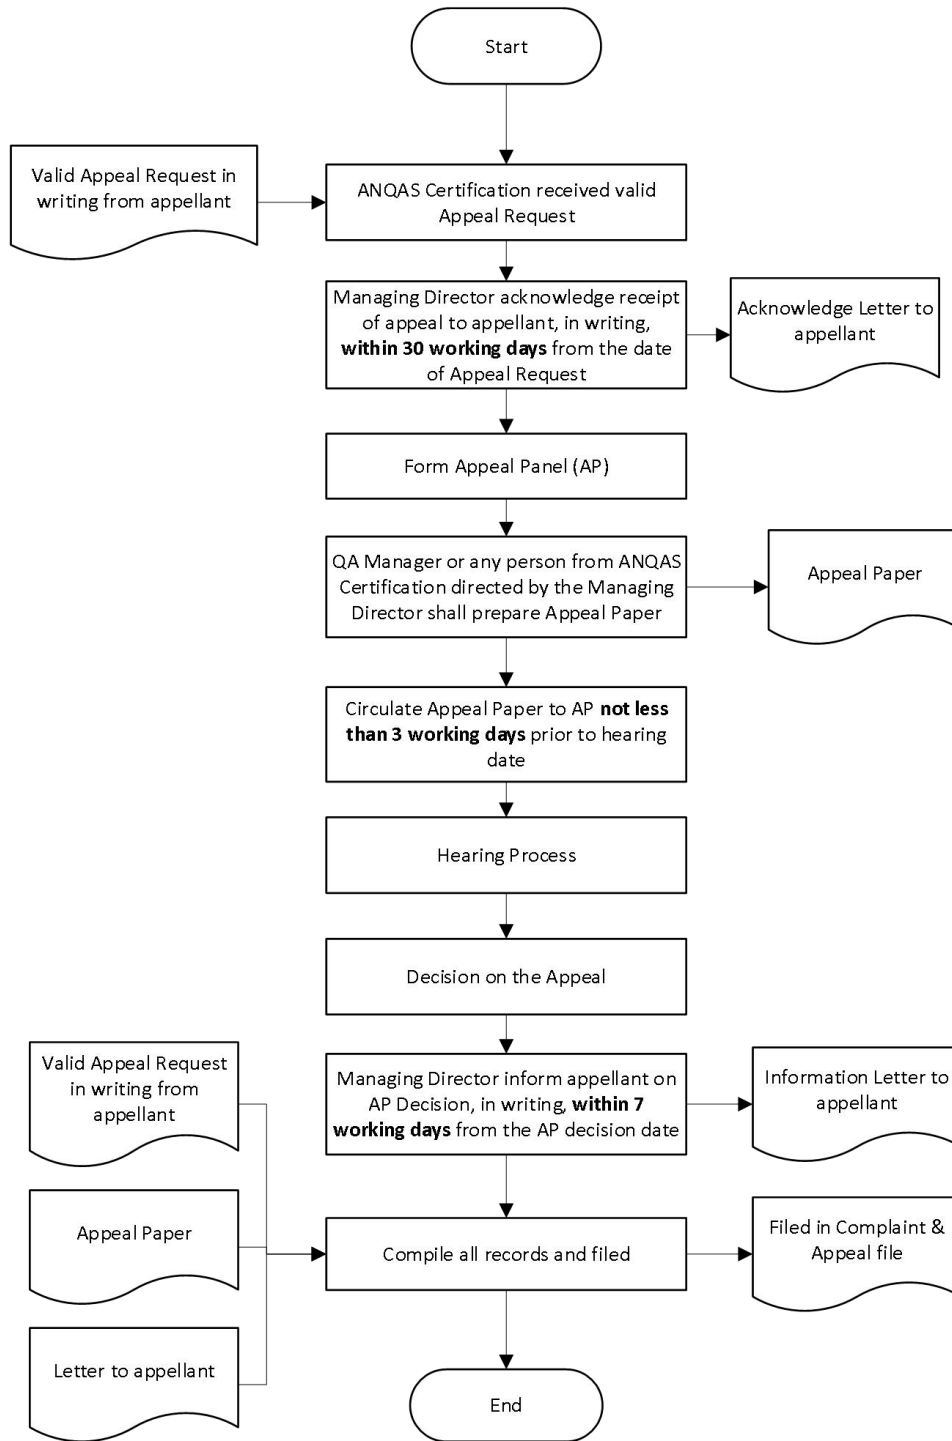 Start
Valid Appeal Request in
writing from appellant
ANQAS Certification received valid
Appeal Request
Managing Director acknowledge receipt
of appeal to appellant, in writing,
within 30 working days from the date
of Appeal Request
Acknowledge Letter to
appellant
Form Appeal Panel (AP)
QA Manager or any person from ANQAS
Certification directed by the Managing
Director shall prepare Appeal Paper
Appeal Paper
Circulate Appeal Paper to AP not less
than 3 working days prior to hearing
date
Hearing Process
Decision on the Appeal
Valid Appeal Request
in writing from
appellant
Managing Director inform appellant on
AP Decision, in writing, within 7
working days from the AP decision date
Information Letter to
appellant
Appeal Paper
Compile all records and filed
Filed in Complaint &
Appeal file
Letter to appellant
End